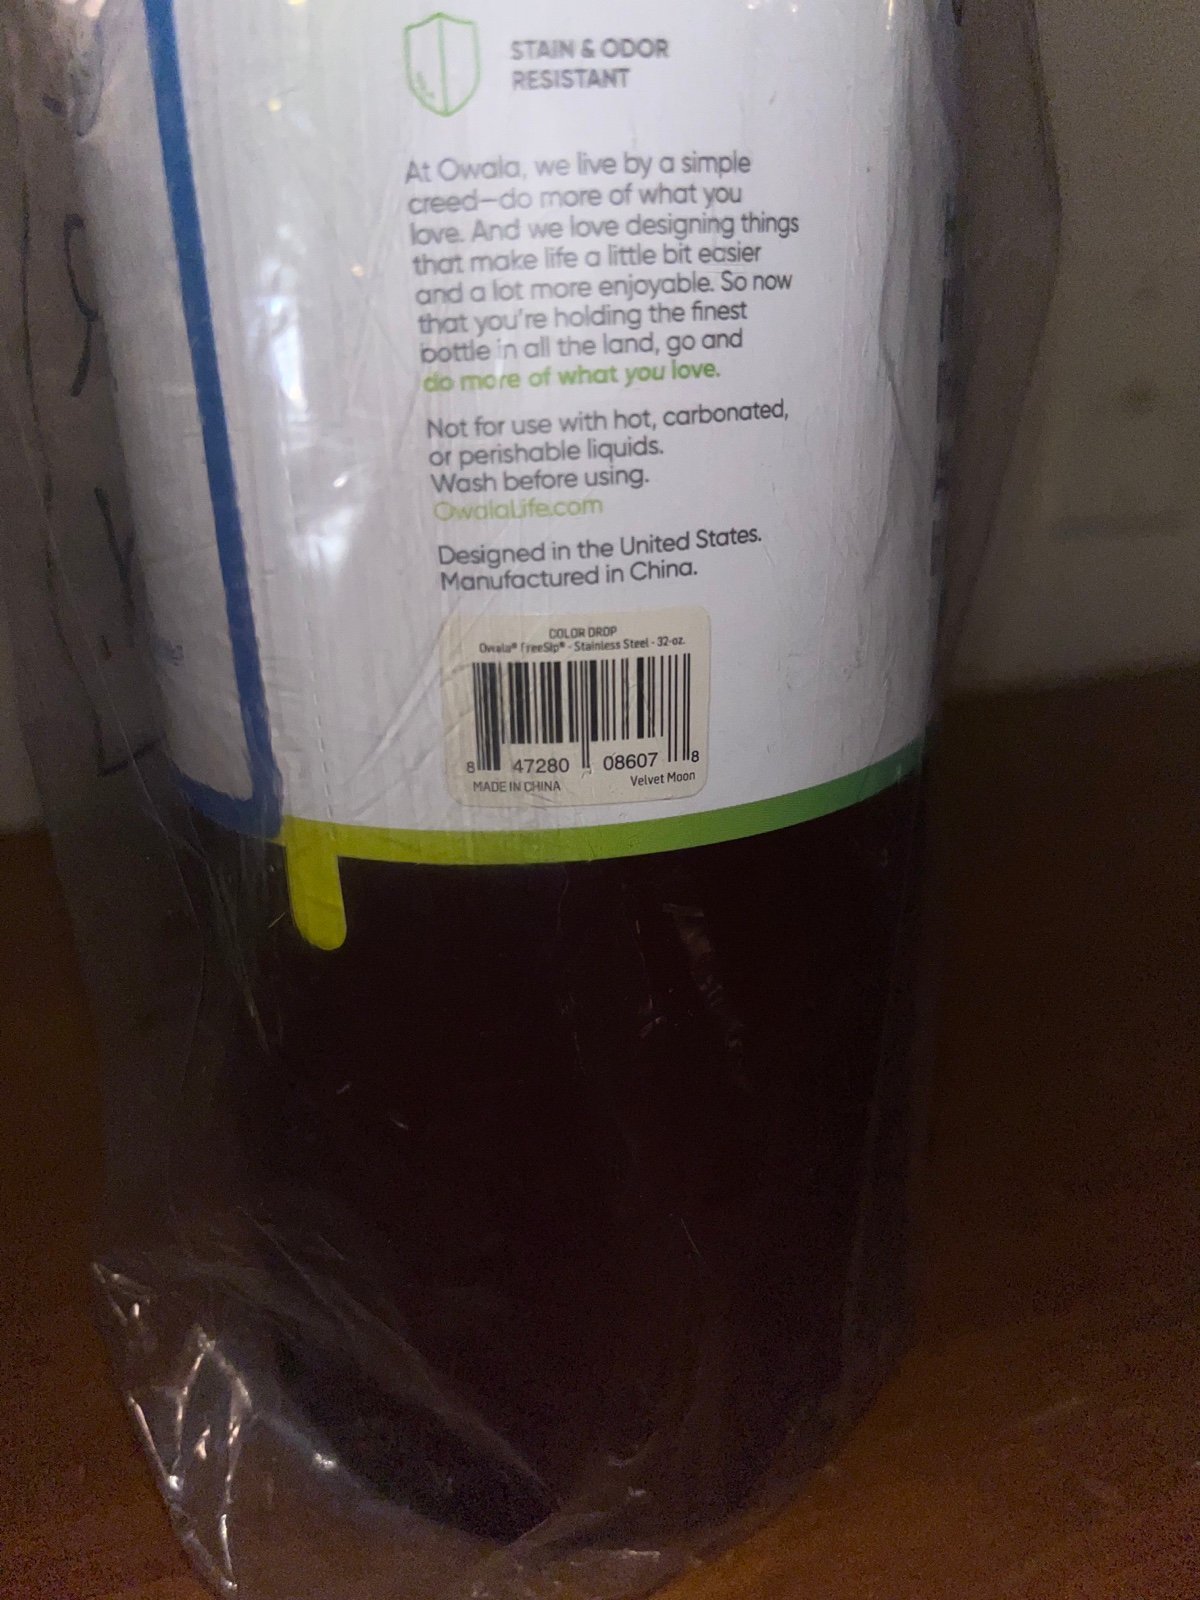 STAIN & ODOR
RESISTANT
At Owala, we live by a simple
creed—do more of what you
love. And we love designing things
that make life a little bit easier
and a lot more enjoyable. So now
that you're holding the finest
bottle in all the land, go and
do more of what you love.
Not for use with hot, carbonated,
or perishable liquids.
Wash before using.
OwalaLife.com
Designed in the United States.
Manufactured in China.
COLOR DROP
Owala® FreeSip® - Stainless Steel - 32-oz.
8 47280 08607 8
MADE IN CHINA Velvet Moon